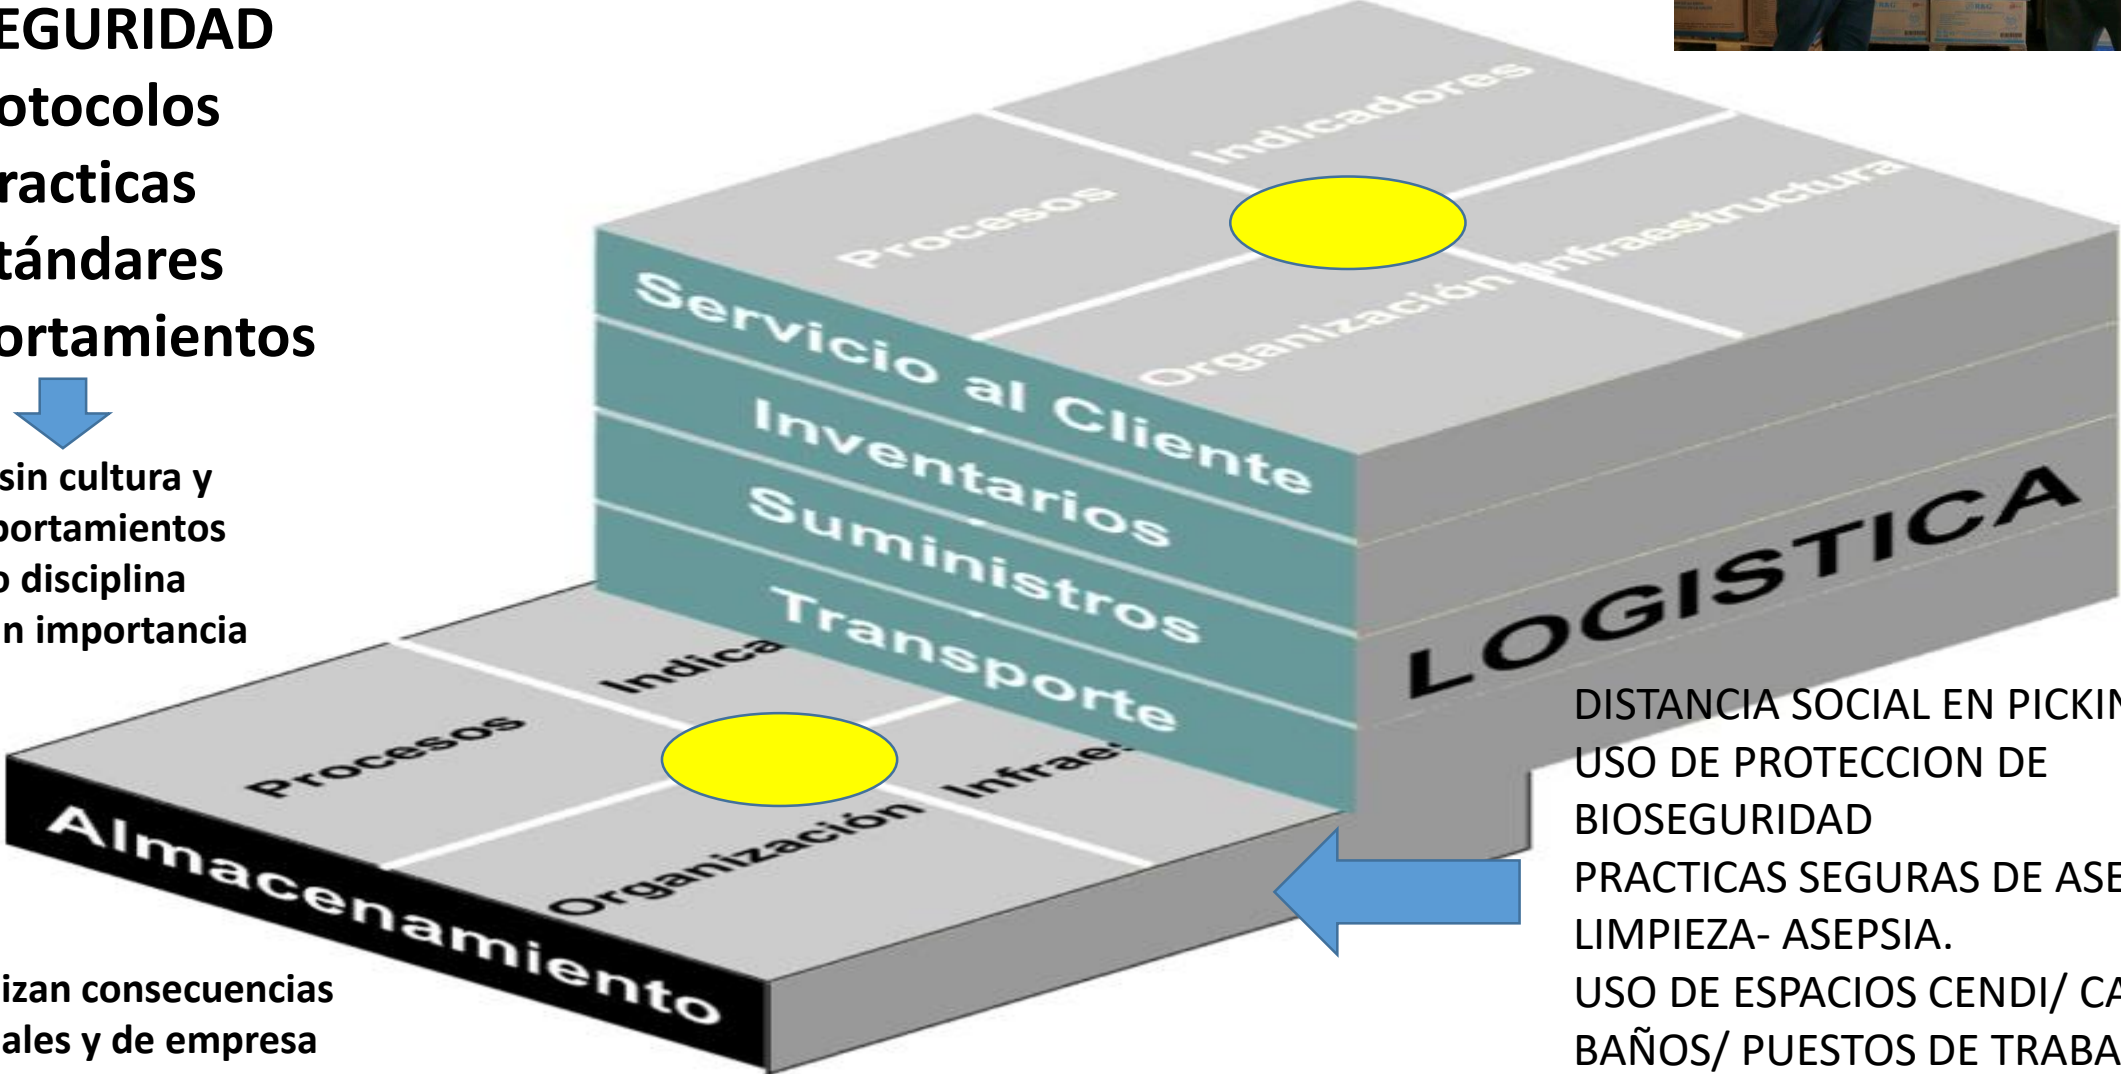 EGURIDAD
otocolos
racticas
tándares
ortamientos
sin cultura y
portamientos
o disciplina
n importancia
izan consecuencias
ales y de empresa
Indicadores
Procesos
Infraestructura
Organización
Servicio al Cliente
Inventarios
Suministros
Transporte
LOGISTICA
Indica
Procesos
Infraes
Organización
Almacenamiento
DISTANCIA SOCIAL EN PICKIN
USO DE PROTECCION DE
BIOSEGURIDAD
PRACTICAS SEGURAS DE ASE
LIMPIEZA- ASEPSIA.
USO DE ESPACIOS CENDI/ CA
BAÑOS/ PUESTOS DE TRABA